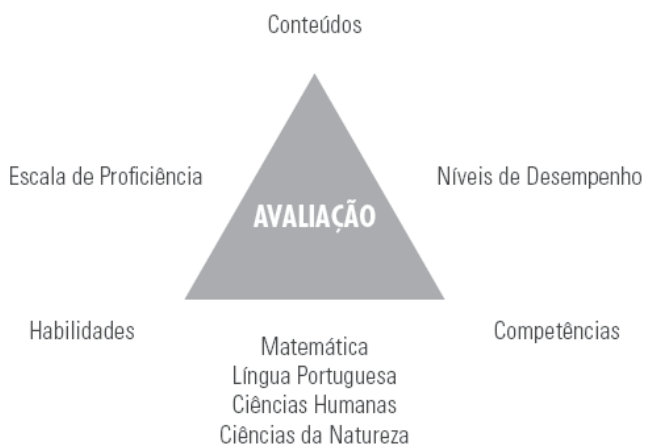 Conteúdos
Escala de Proficiência
Níveis de Desempenho
AVALIAÇÃO
Habilidades
Competências
Matemática
Língua Portuguesa
Ciências Humanas
Ciências da Natureza